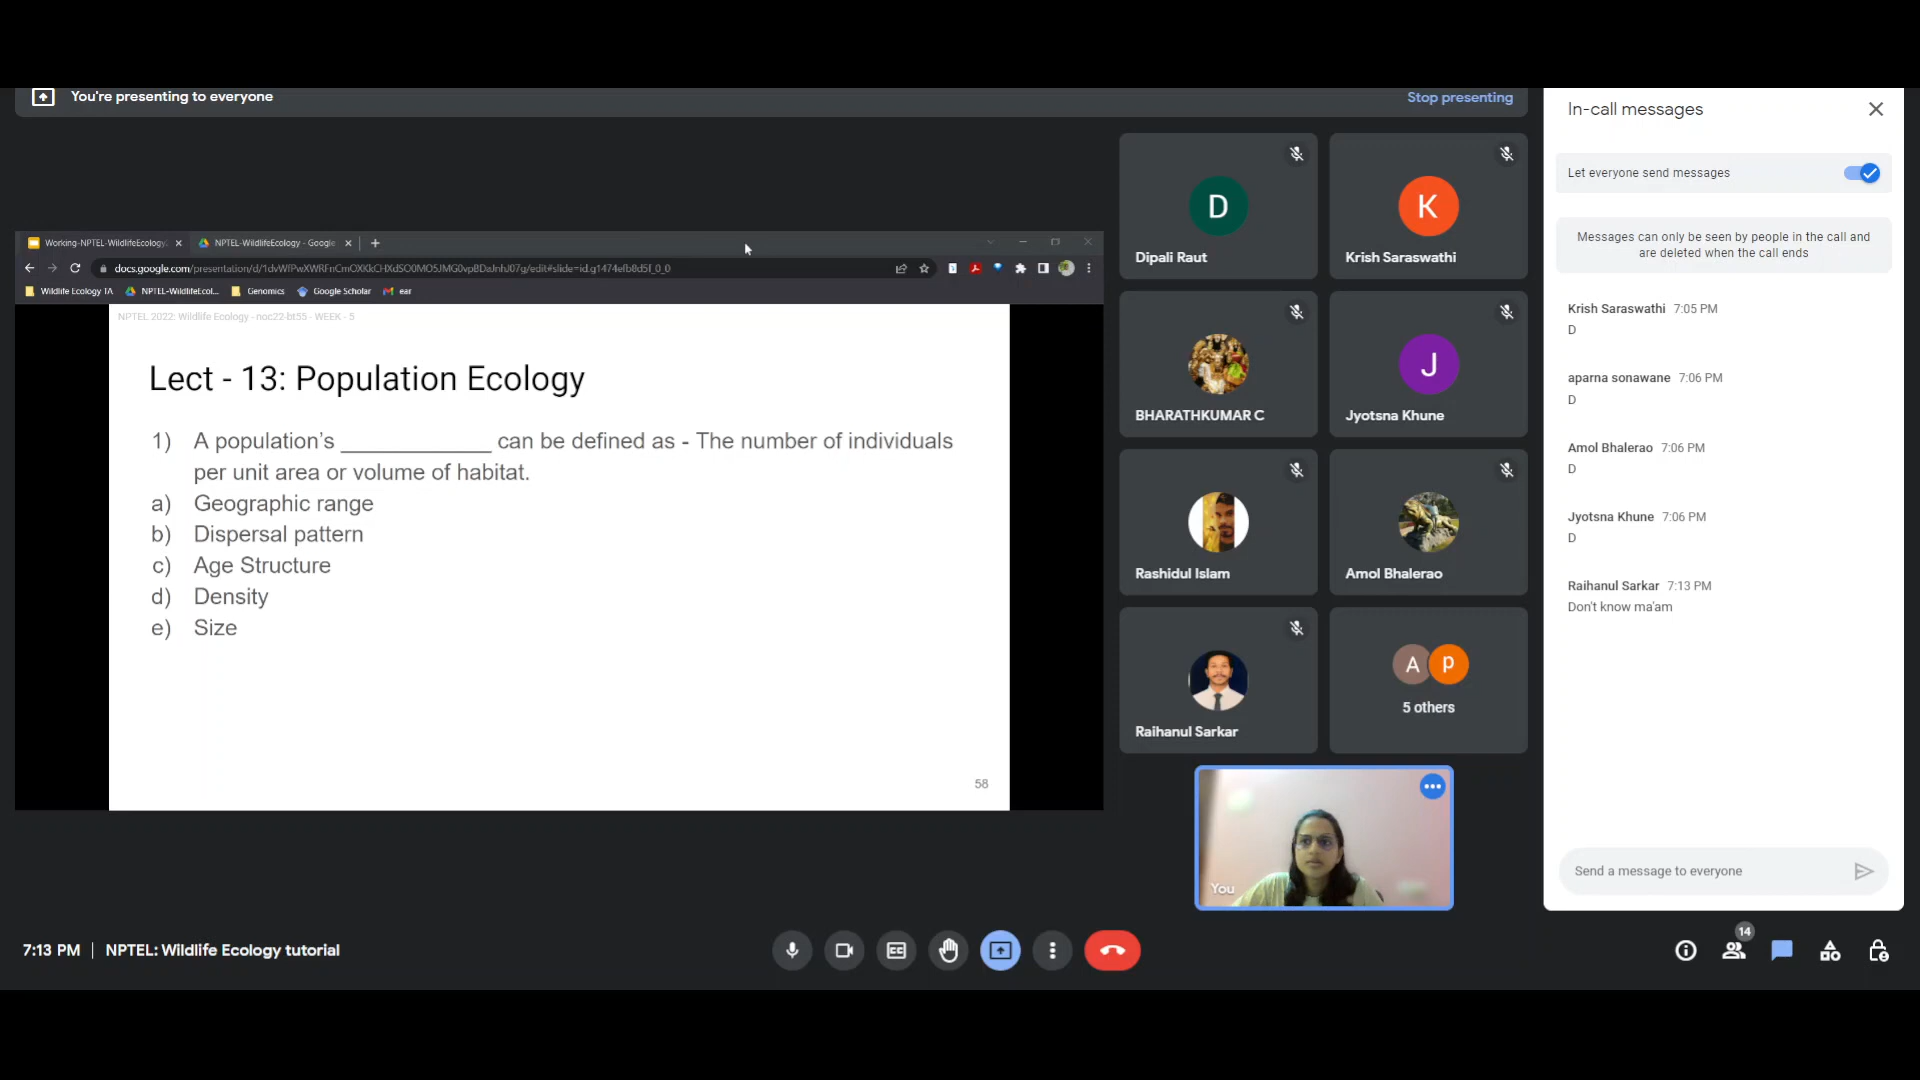 You're presenting to everyone
Stop presenting
Working-NPTEL-WildlifeEcology
NPTEL-WildlifeEcology - Google
Wildlife Ecology TA
NPTEL-WildlifeEcol...
Genomics
Google Scholar
ear
NPTEL 2022: Wildlife Ecology - noc22-bt55 - WEEK - 5
Lect - 13: Population Ecology
1) A population's ____________ can be defined as - The number of individuals
per unit area or volume of habitat.
a) Geographic range
b) Dispersal pattern
c) Age Structure
d) Density
e) Size
58
D
Dipali Raut
K
Krish Saraswathi
BHARATHKUMAR C
J
Jyotsna Khune
Rashidul Islam
Amol Bhalerao
Raihanul Sarkar
A p
5 others
You
In-call messages
Let everyone send messages
Messages can only be seen by people in the call and
are deleted when the call ends
Krish Saraswathi 7:05 PM
D
aparna sonawane 7:06 PM
D
Amol Bhalerao 7:06 PM
D
Jyotsna Khune 7:06 PM
D
Raihanul Sarkar 7:13 PM
Don't know ma'am
Send a message to everyone
7:13 PM | NPTEL: Wildlife Ecology tutorial
14